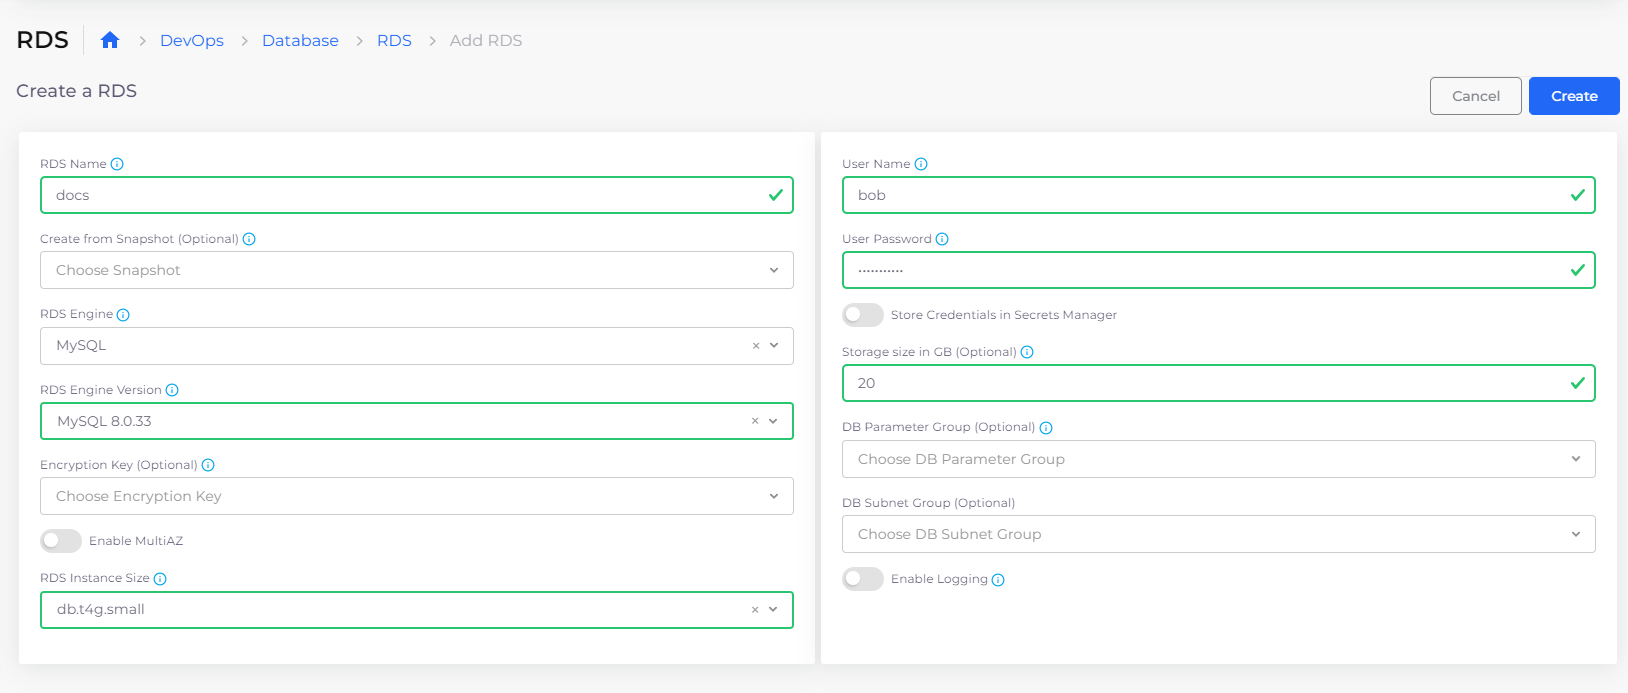 RDS
DevOps > Database > RDS > Add RDS
Create a RDS
Cancel
Create
RDS Name
docs
Create from Snapshot (Optional)
Choose Snapshot
RDS Engine
MySQL
RDS Engine Version
MySQL 8.0.33
Encryption Key (Optional)
Choose Encryption Key
Enable MultiAZ
RDS Instance Size
db.t4g.small
User Name
bob
User Password
···········
Store Credentials in Secrets Manager
Storage size in GB (Optional)
20
DB Parameter Group (Optional)
Choose DB Parameter Group
DB Subnet Group (Optional)
Choose DB Subnet Group
Enable Logging